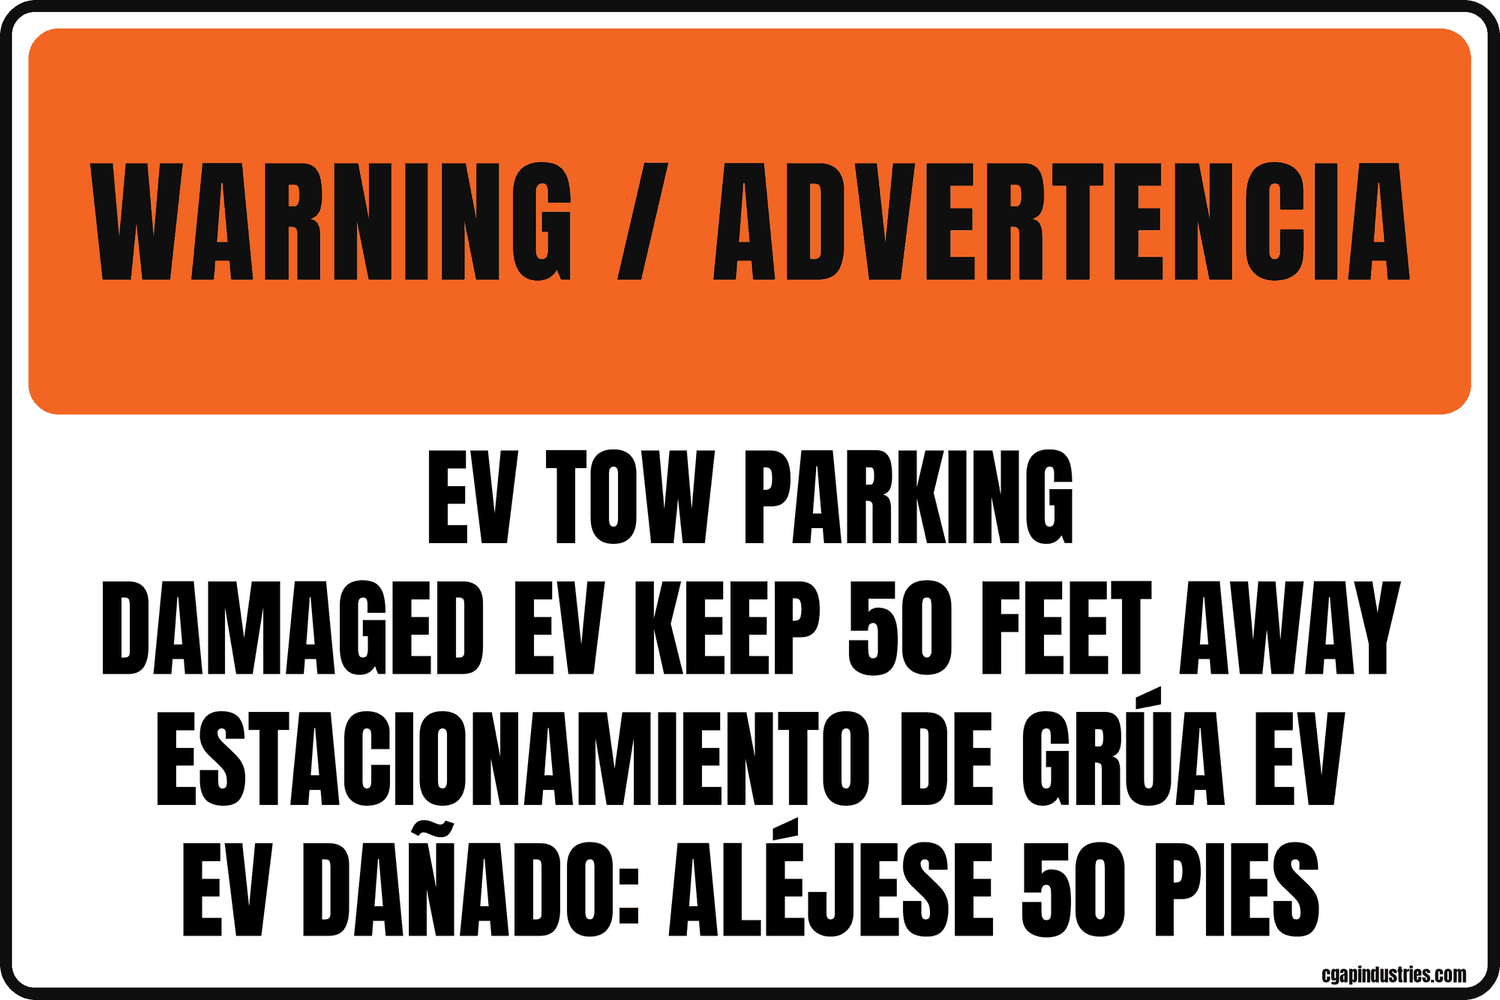 WARNING / ADVERTENCIA
EV TOW PARKING
DAMAGED EV KEEP 50 FEET AWAY
ESTACIONAMIENTO DE GRÚA EV
EV DAÑADO: ALÉJESE 50 PIES
cgapindustries.com